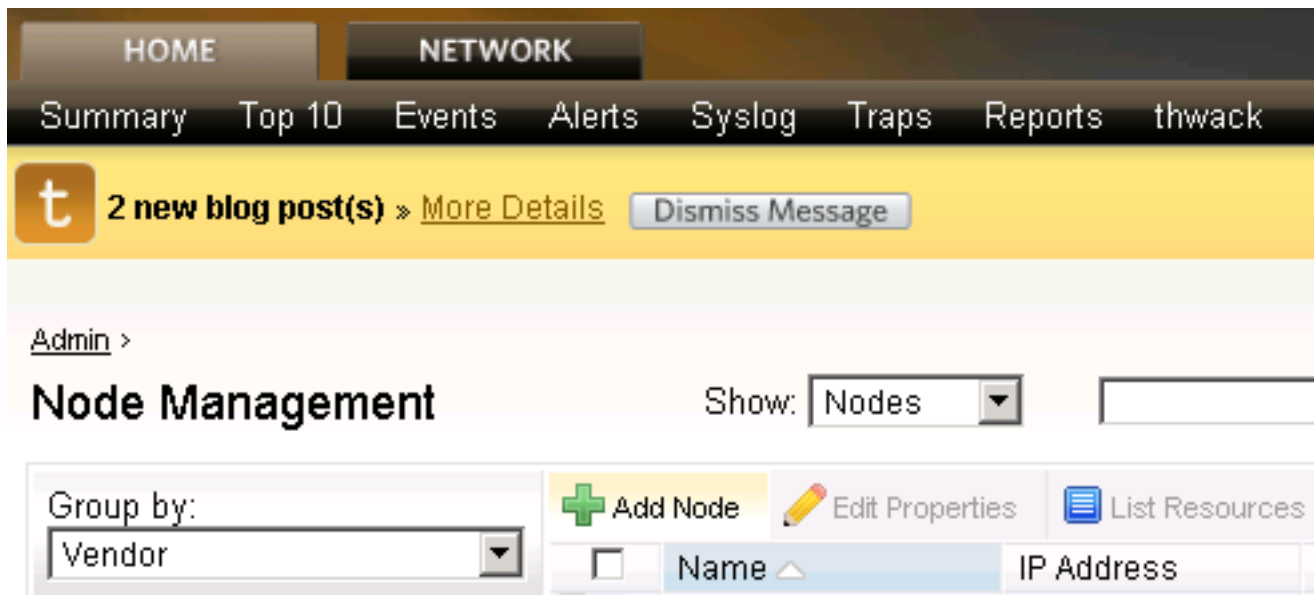 HOME NETWORK
Summary Top 10 Events Alerts Syslog Traps Reports thwack
t 2 new blog post(s) » More Details Dismiss Message
Admin >
Node Management Show: Nodes
Group by: Add Node Edit Properties List Resources
Vendor Name IP Address